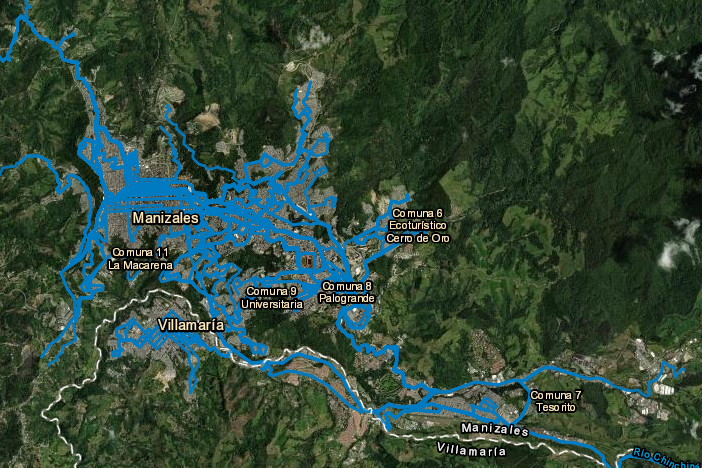 Comuna 6
Ecoturístico
Cerro de Oro
Manizales
Comuna 11
La Macarena
Comuna 9
Universitaria
Comuna 8
Palogrande
Villamaría
Comuna 7
Tesorito
Manizales
Villamaría
Río Chinchiná